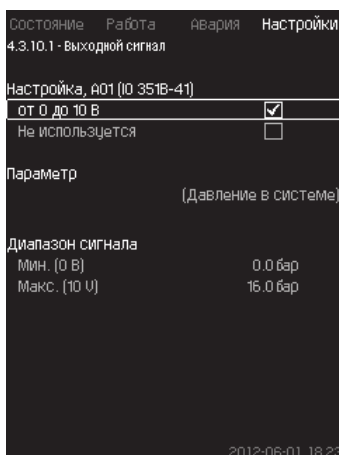 Состояние Работа Авария Настройки
4.3.10.1 - Выходной сигнал
Настройка, AO1 (IO 351B-41)
от 0 до 10 В
Не используется
Параметр
(Давление в системе)
Диапазон сигнала
Мин. (0 В) 0.0 бар
Макс. (10 V) 16.0 бар
2012-06-01 18:23